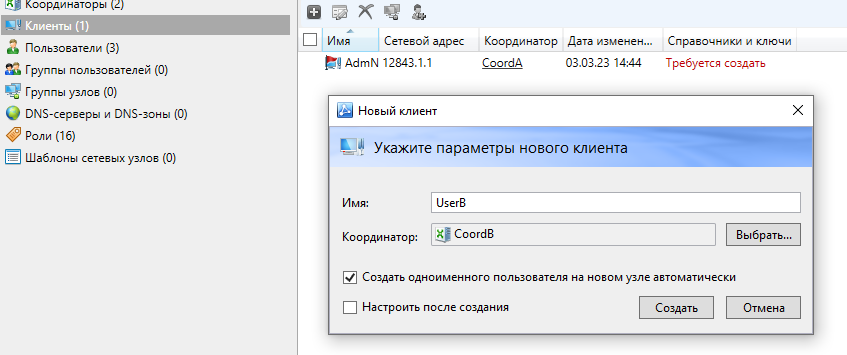 Координаторы (2)
Клиенты (1)
Пользователи (3)
Группы пользователей (0)
Группы узлов (0)
DNS-серверы и DNS-зоны (0)
Роли (16)
Шаблоны сетевых узлов (0)
Имя Сетевой адрес Координатор Дата изменен... Справочники и ключи
AdmN 12843.1.1 CoordA 03.03.23 14:44 Требуется создать
Новый клиент
Укажите параметры нового клиента
Имя: UserB
Координатор: CoordB Выбрать...
Создать одноименного пользователя на новом узле автоматически
Настроить после создания Создать Отмена